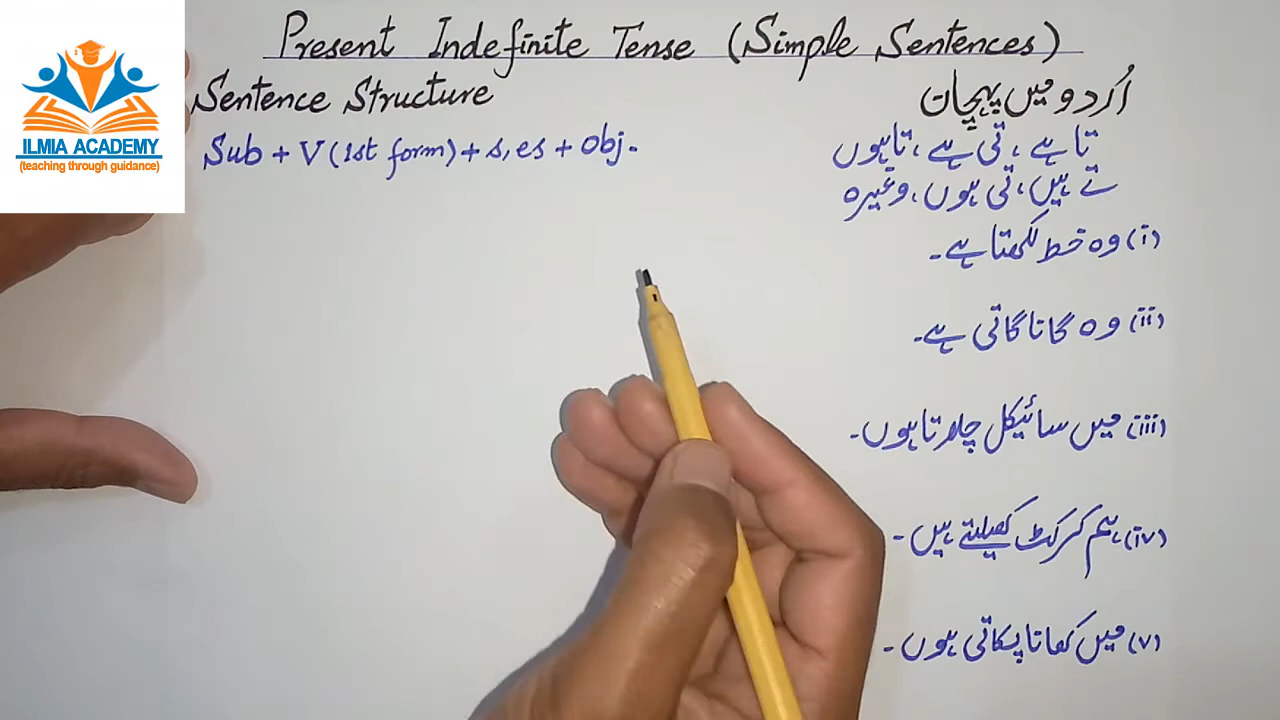 Present Indefinite Tense (Simple Sentences)
ILMIA ACADEMY
(teaching through guidance)
Sentence Structure
Sub + V (1st form) + s, es + Obj.
اُردو میں پہچان
تا ہے ، تی ہے ، تا ہوں
تے ہیں ، تی ہوں ، وغیرہ
(i) وہ خط لکھتا ہے ۔
(ii) وہ گانا گاتی ہے ۔
(iii) میں سائیکل چلاتا ہوں ۔
(iv) ہم کرکٹ کھیلتے ہیں ۔
(v) میں کھانا پکاتی ہوں ۔